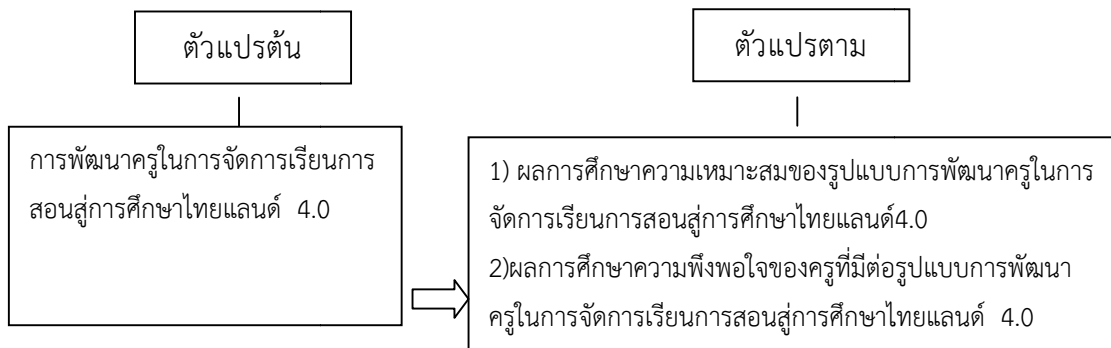 ตัวแปรต้น
การพัฒนาครูในการจัดการเรียนการ
สอนสู่การศึกษาไทยแลนด์ 4.0
ตัวแปรตาม
1) ผลการศึกษาความเหมาะสมของรูปแบบการพัฒนาครูในการ
จัดการเรียนการสอนสู่การศึกษาไทยแลนด์4.0
2)ผลการศึกษาความพึงพอใจของครูที่มีต่อรูปแบบการพัฒนา
ครูในการจัดการเรียนการสอนสู่การศึกษาไทยแลนด์ 4.0